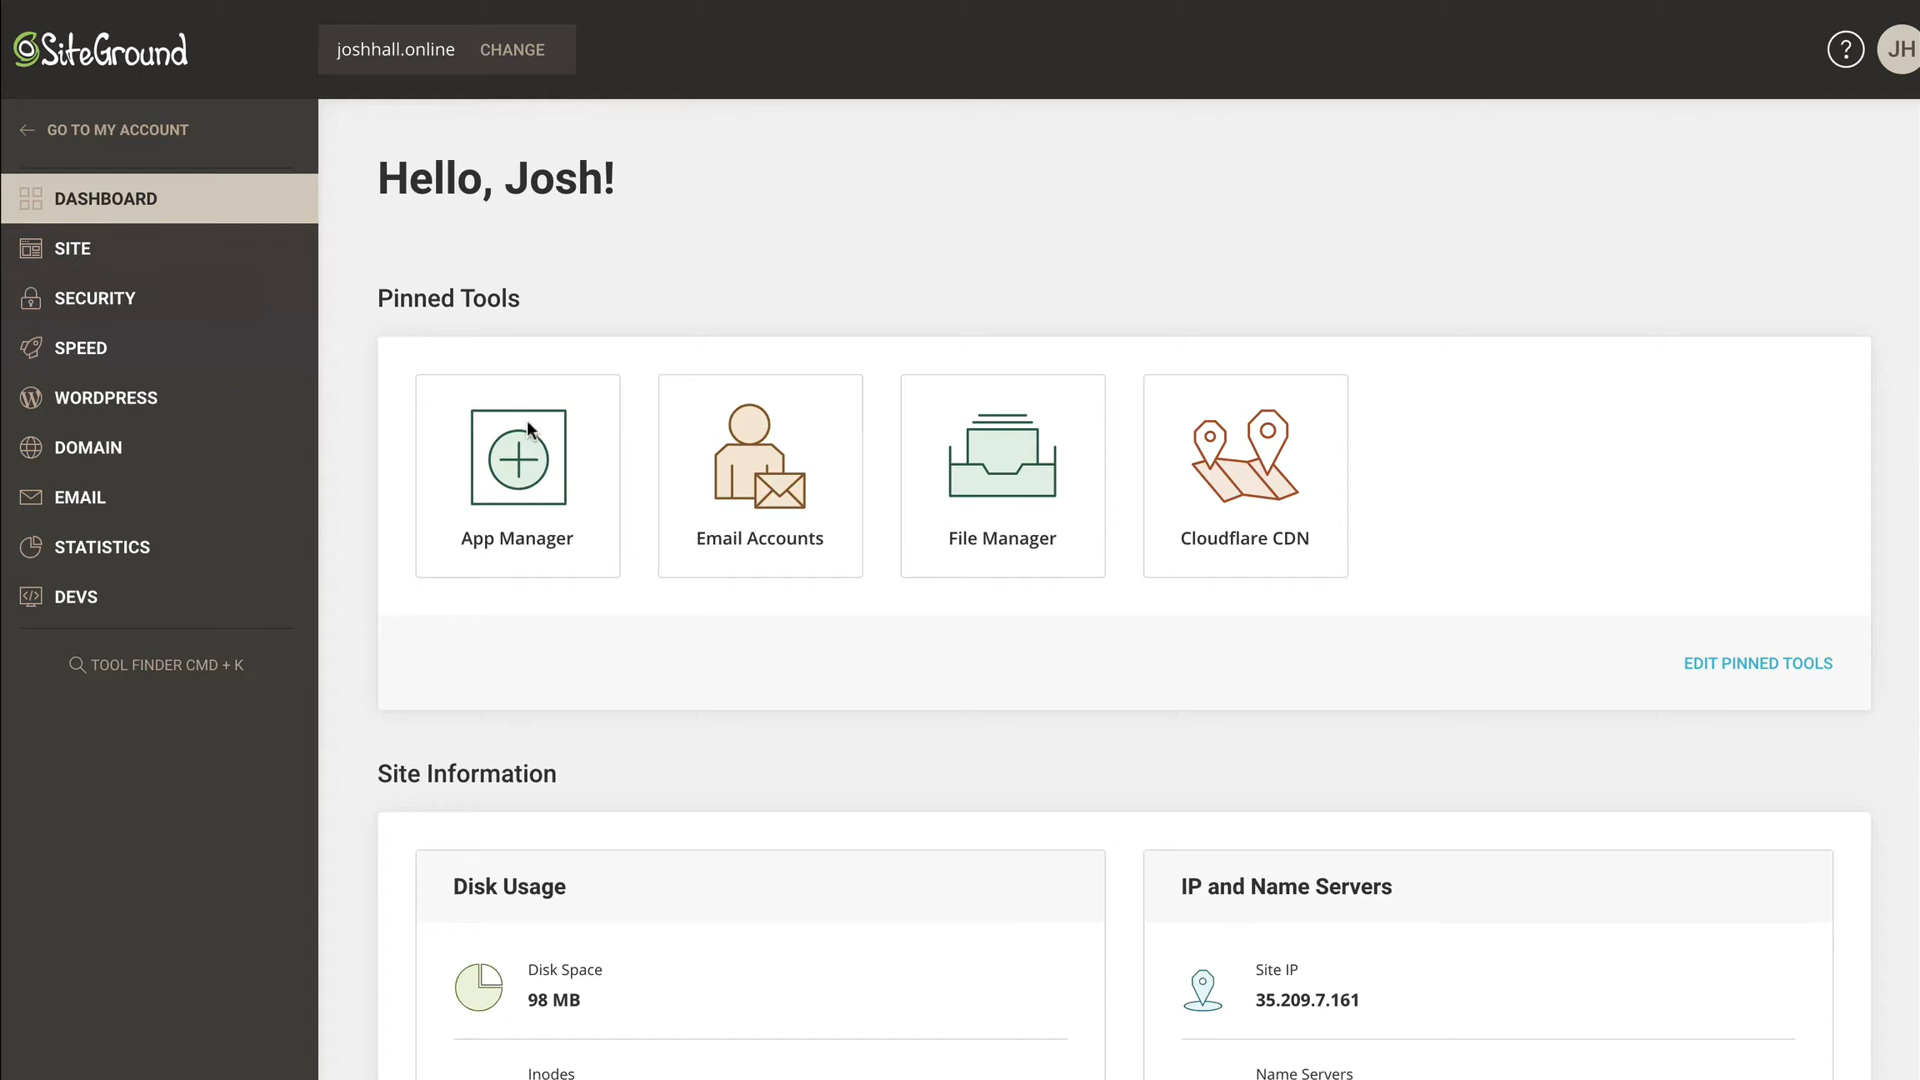 SiteGround
joshhall.online CHANGE
?
JH
GO TO MY ACCOUNT
DASHBOARD
SITE
SECURITY
SPEED
WORDPRESS
DOMAIN
EMAIL
STATISTICS
DEVS
TOOL FINDER CMD + K
Hello, Josh!
Pinned Tools
App Manager
Email Accounts
File Manager
Cloudflare CDN
EDIT PINNED TOOLS
Site Information
Disk Usage
Disk Space
98 MB
Inodes
IP and Name Servers
Site IP
35.209.7.161
Name Servers